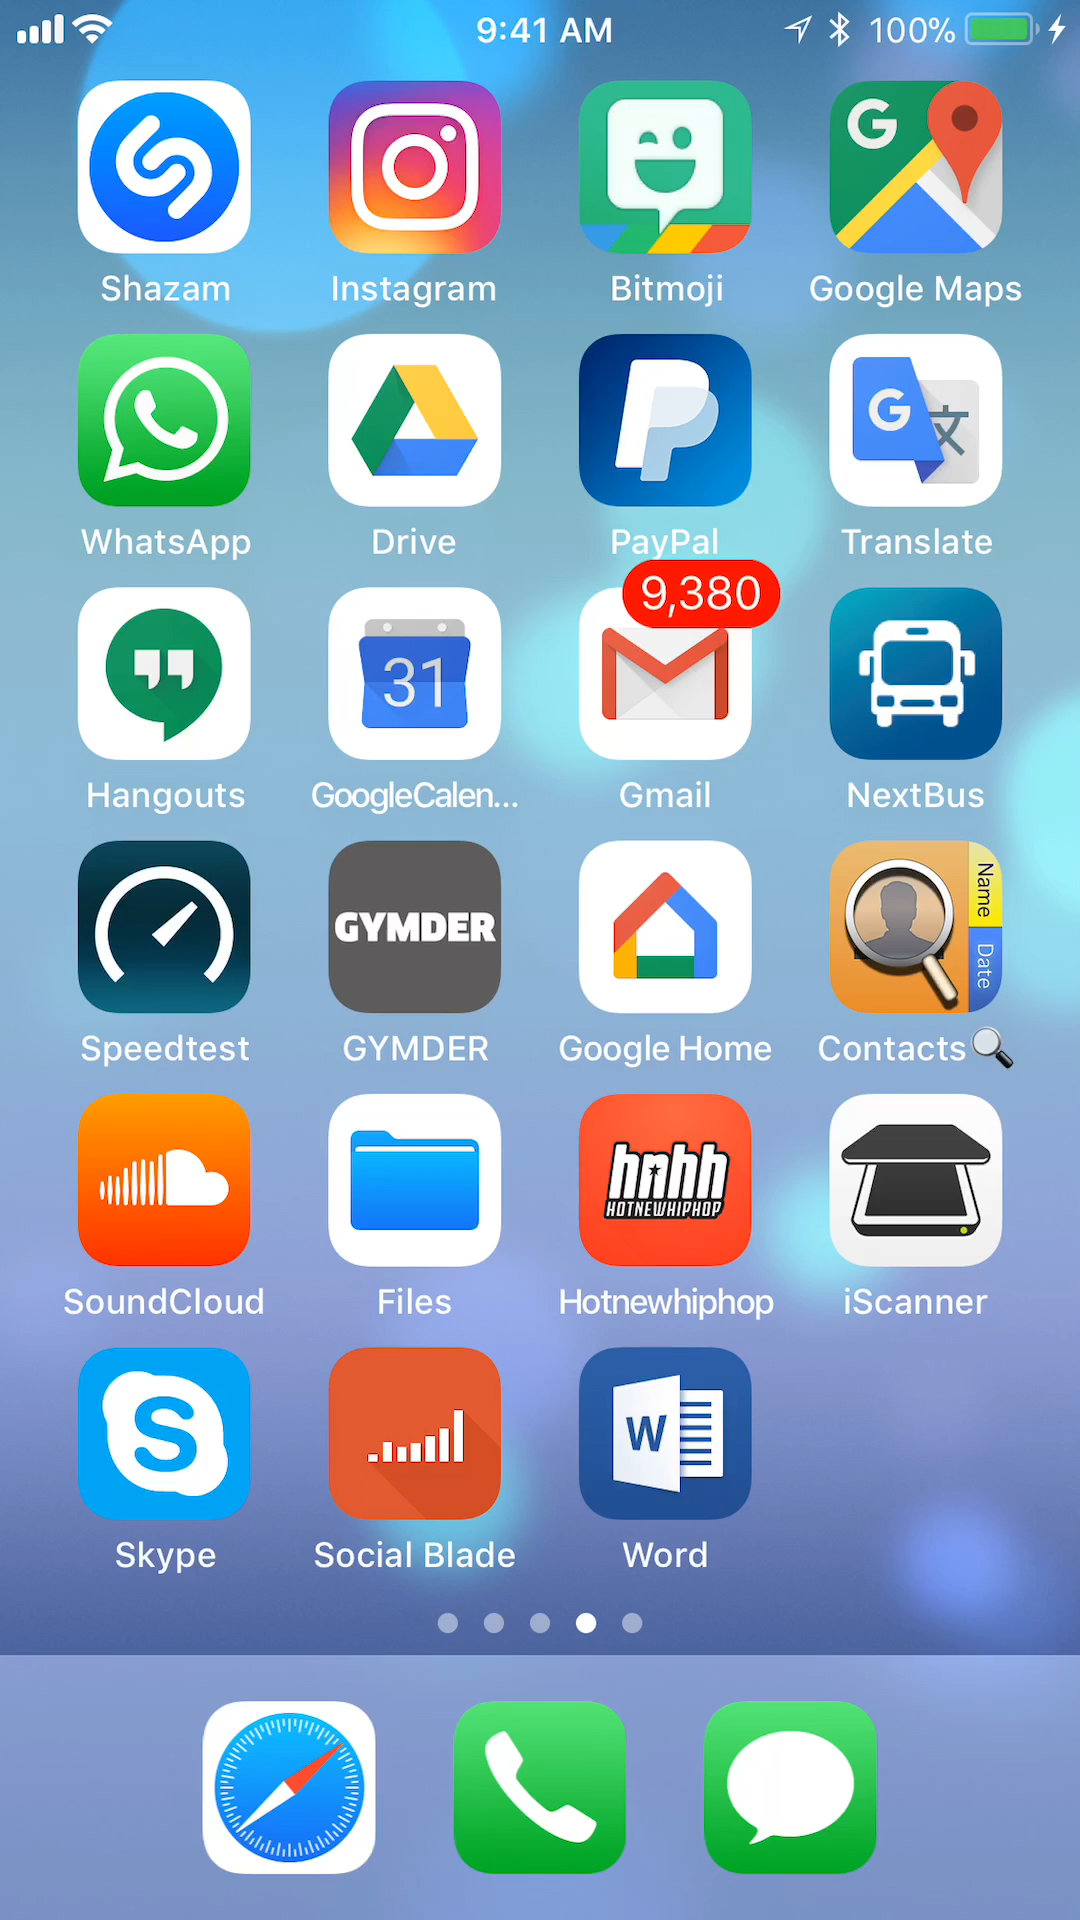 9:41 AM 100%
Shazam Instagram Bitmoji Google Maps
WhatsApp Drive PayPal Translate
9,380
31
Hangouts GoogleCalen... Gmail NextBus
GYMDER
Name
Date
Speedtest GYMDER Google Home Contacts🔍
hnhh
HOTNEWHIPHOP
SoundCloud Files Hotnewhiphop iScanner
S W
Skype Social Blade Word